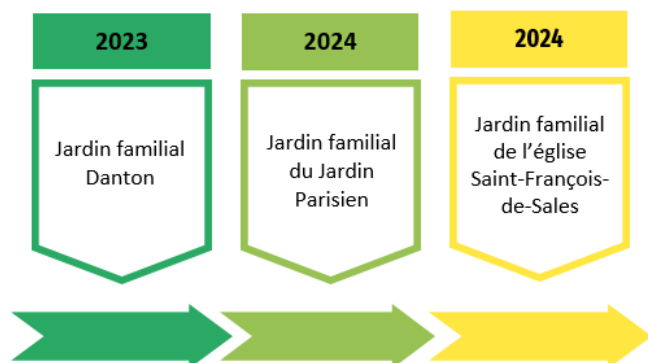 2023
Jardin familial
Danton
2024
Jardin familial
du Jardin
Parisien
2024
Jardin familial
de l’église
Saint-François-
de-Sales